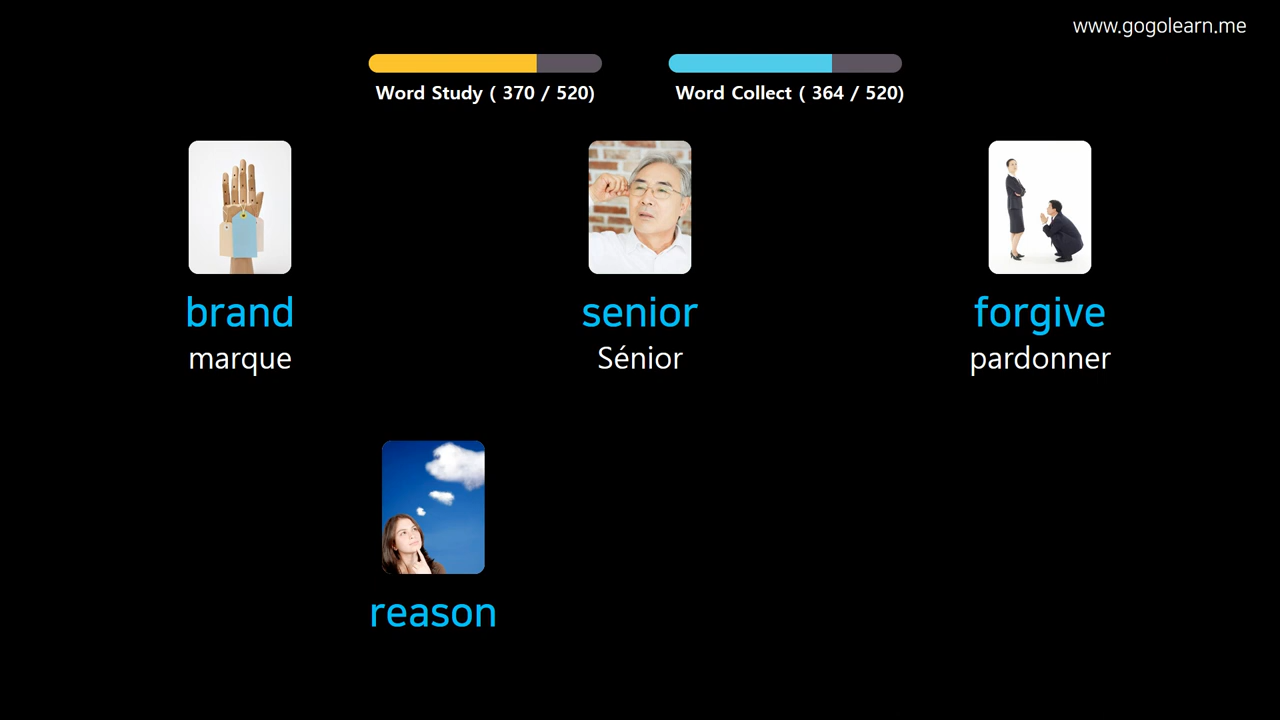 www.gogolearn.me
Word Study ( 370 / 520)
Word Collect ( 364 / 520)
brand
marque
senior
Sénior
forgive
pardonner
reason